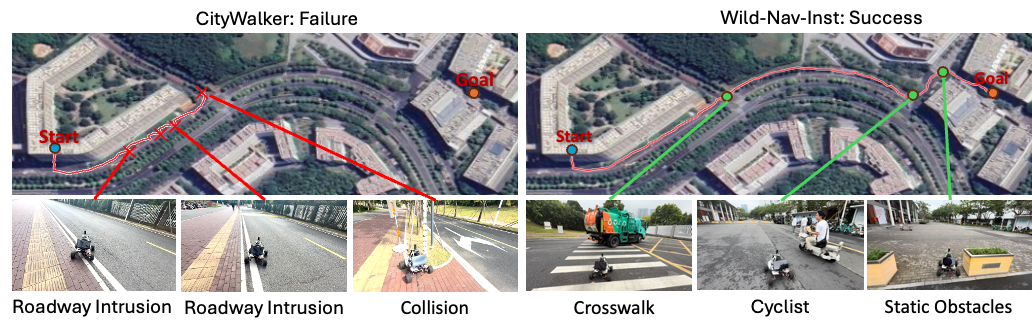 CityWalker: Failure
Wild-Nav-Inst: Success
Start
Goal
Start
Goal
Roadway Intrusion
Roadway Intrusion
Collision
Crosswalk
Cyclist
Static Obstacles